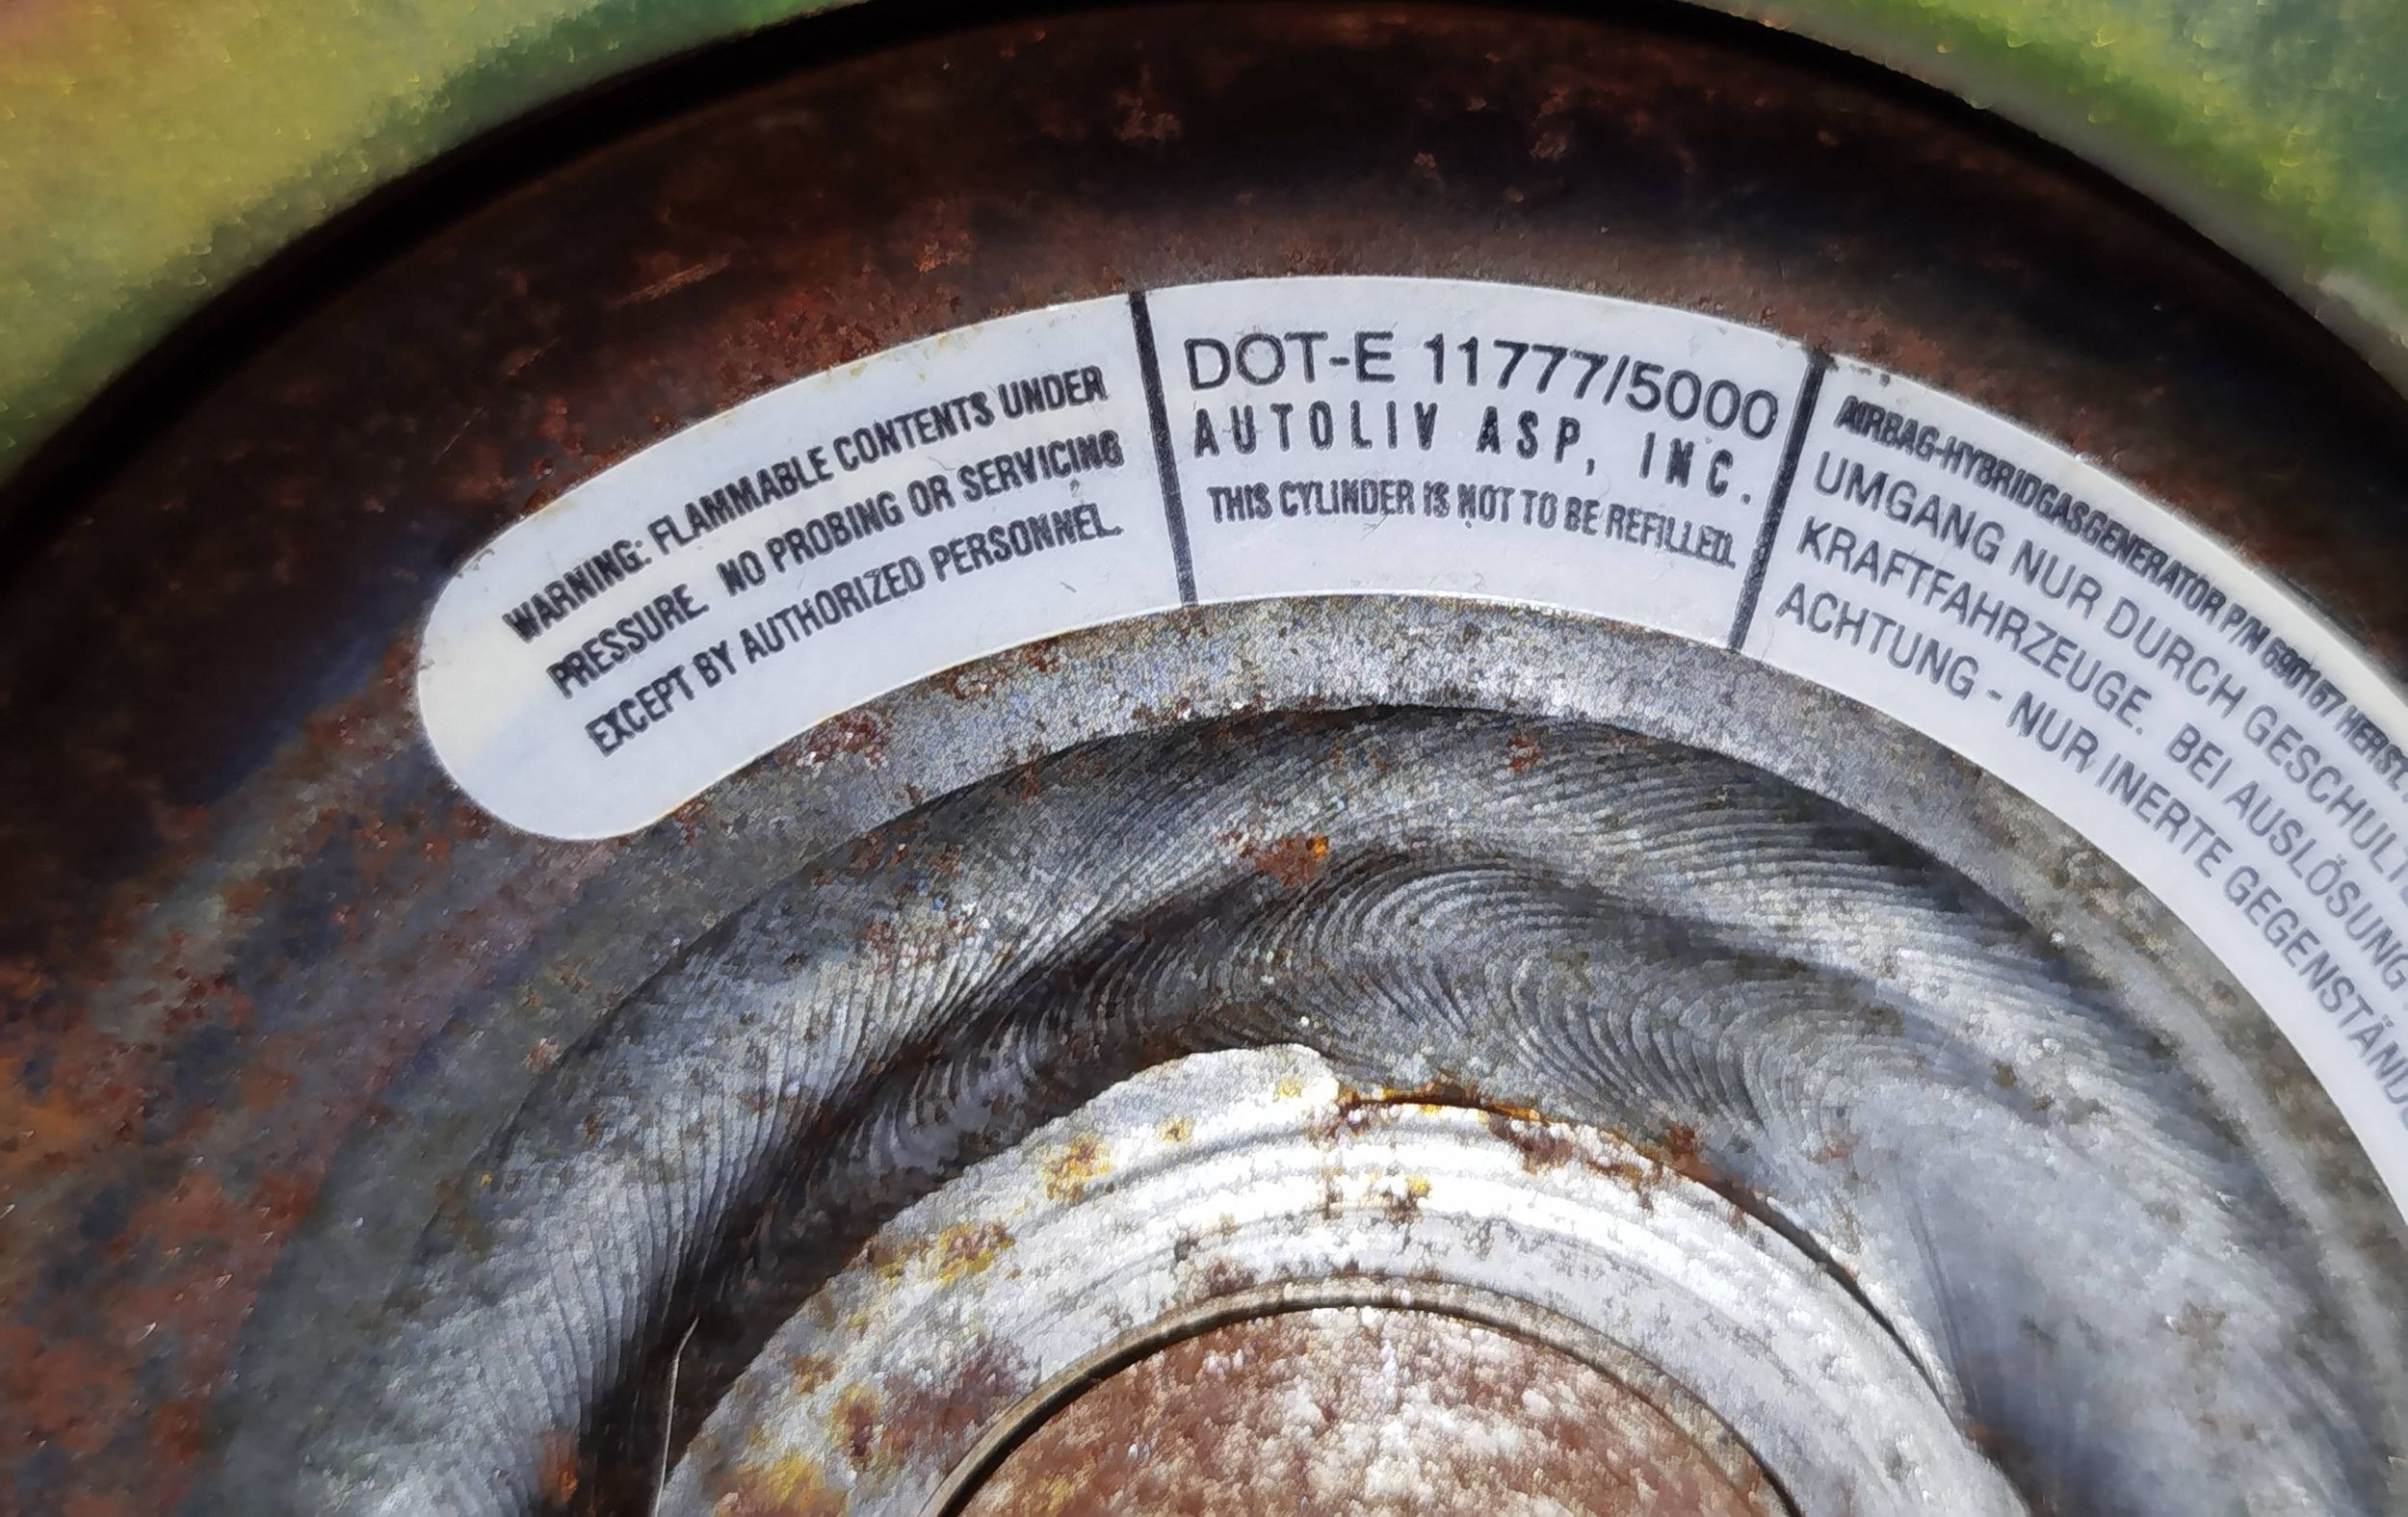 WARNING: FLAMMABLE CONTENTS UNDER
PRESSURE. NO PROBING OR SERVICING
EXCEPT BY AUTHORIZED PERSONNEL.
DOT-E 11777/5000
AUTOLIV ASP, INC.
THIS CYLINDER IS NOT TO BE REFILLED.
AIRBAG-HYBRIDGASGENERATOR P/N 690167
UMGANG NUR DURCH
KRAFTFAHRZEUGE. BEI AUSLÖSUNG
ACHTUNG - NUR INERTE